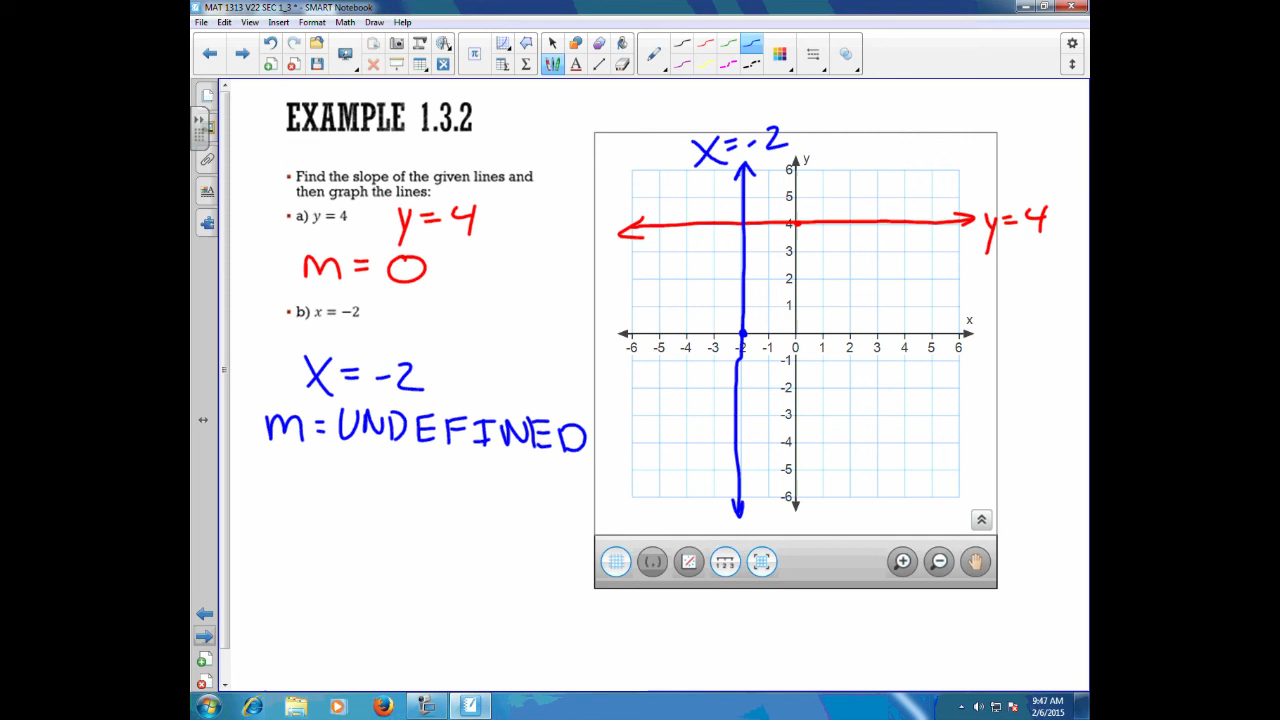 MAT 1313 V22 SEC 1_3 * - SMART Notebook
File Edit View Insert Format Math Draw Help
EXAMPLE 1.3.2
▪ Find the slope of the given lines and
then graph the lines:
▪ a) y = 4
y = 4
m = 0
▪ b) x = −2
x = -2
m = UNDEFINED
x = -2
y
6
5
4
3
2
1
y = 4
x
-6 -5 -4 -3 -2 -1 0 1 2 3 4 5 6
-1
-2
-3
-4
-5
-6
9:47 AM
2/6/2015